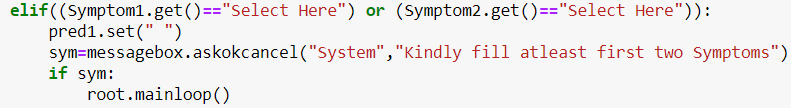 elif((Symptom1.get()=="Select Here") or (Symptom2.get()=="Select Here")):
pred1.set(" ")
sym=messagebox.askokcancel("System","Kindly fill atleast first two Symptoms")
if sym:
root.mainloop()